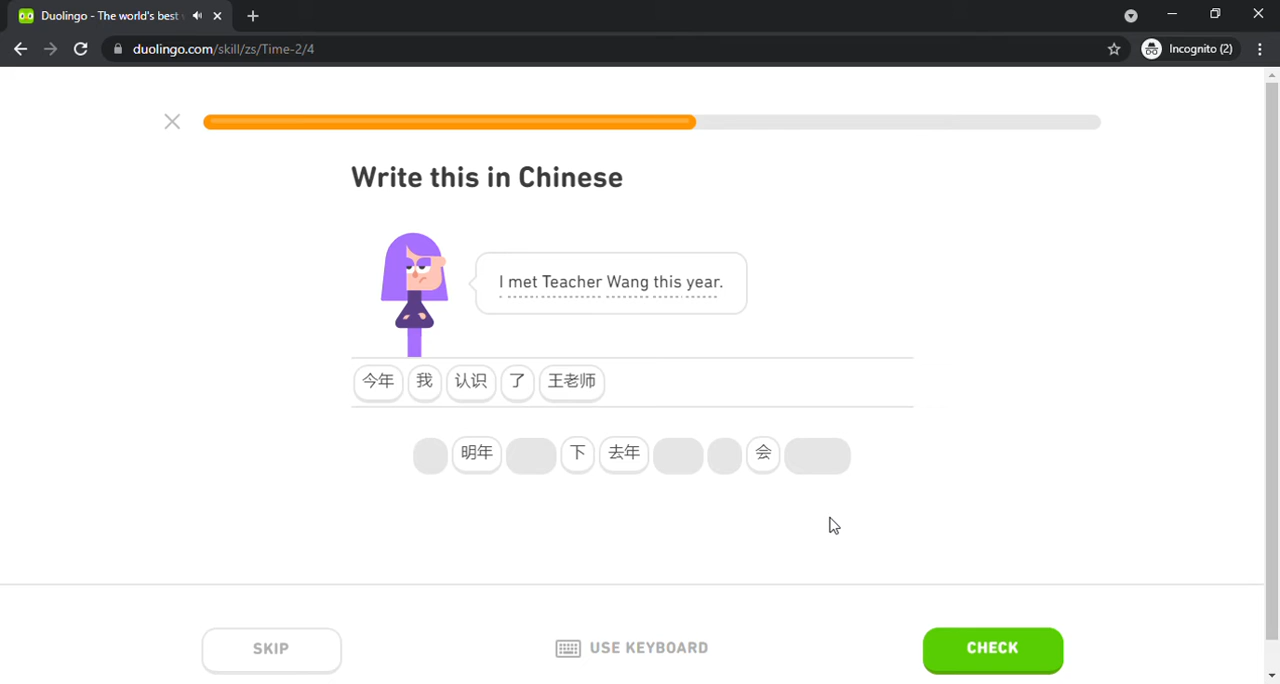 Duolingo - The world's best
duolingo.com/skill/zs/Time-2/4
Incognito (2)
Write this in Chinese
I met Teacher Wang this year.
今年 我 认识 了 王老师
明年 下 去年 会
SKIP
USE KEYBOARD
CHECK